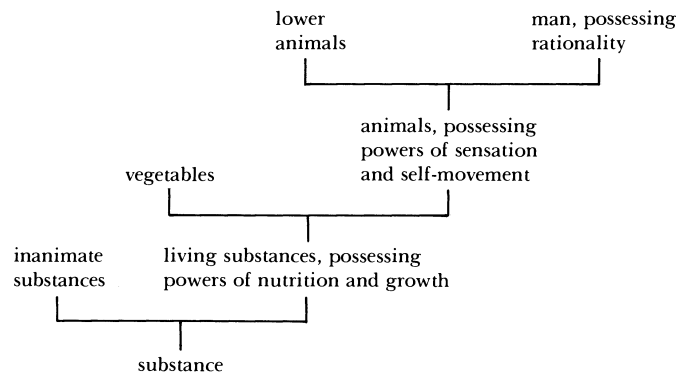 lower
animals
man, possessing
rationality
animals, possessing
powers of sensation
and self-movement
vegetables
inanimate
substances
living substances, possessing
powers of nutrition and growth
substance